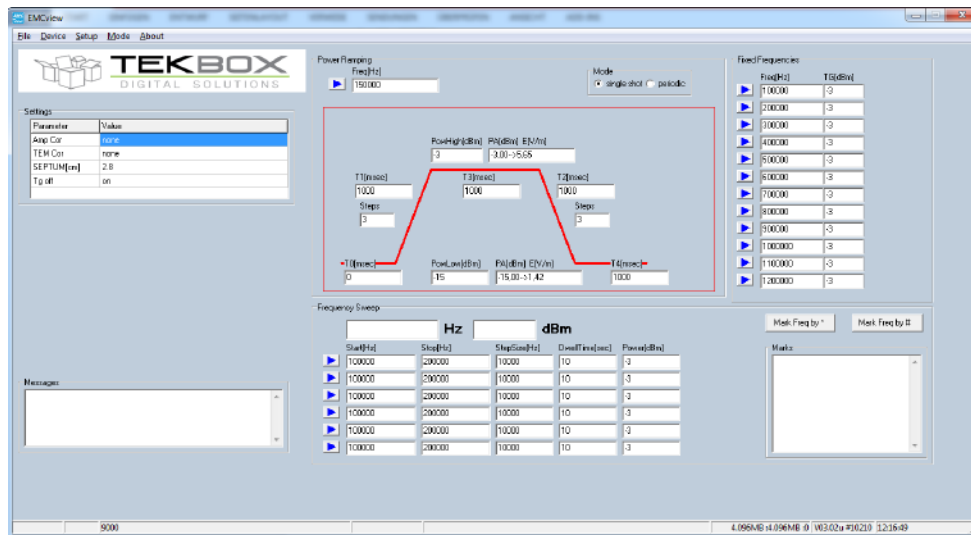 EMCview
File Device Setup Mode About
TEKBOX
DIGITAL SOLUTIONS
Settings
Parameter Value
Amp Cor none
TEM Cor none
SEPTUM[cm] 2.8
Tg off on
Messages
Power Ramping
Freq[Hz]
150000
Mode
single shot periodic
PowHigh[dBm] PA[dBm] E[V/m]
-3 -3,00->5,65
T1[msec] T3[msec] T2[msec]
1000 1000 1000
Steps Steps
3 3
T0[msec] PowLow[dBm] PA[dBm] E[V/m] T4[msec]
0 -15 -15,00->1,42 1000
Fixed Frequencies
Freq[Hz] TG[dBm]
100000 -3
200000 -3
300000 -3
400000 -3
500000 -3
600000 -3
700000 -3
800000 -3
900000 -3
1000000 -3
1100000 -3
1200000 -3
Frequency Sweep
Hz dBm
Start[Hz] Stop[Hz] StepSize[Hz] DwellTime[sec] Power[dBm]
100000 200000 10000 10 -3
100000 200000 10000 10 -3
100000 200000 10000 10 -3
100000 200000 10000 10 -3
100000 200000 10000 10 -3
100000 200000 10000 10 -3
Mark Freq by * Mark Freq by #
Marks
9000 4.096MB :4.096MB :0 V03.02u #10210 12:16:49